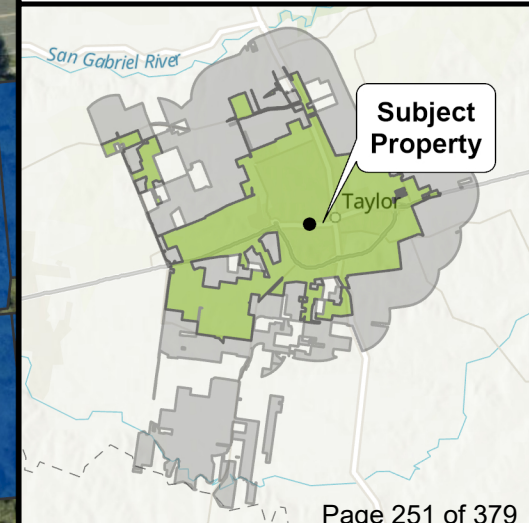 San Gabriel River
Subject
Property
Taylor
Page 251 of 379